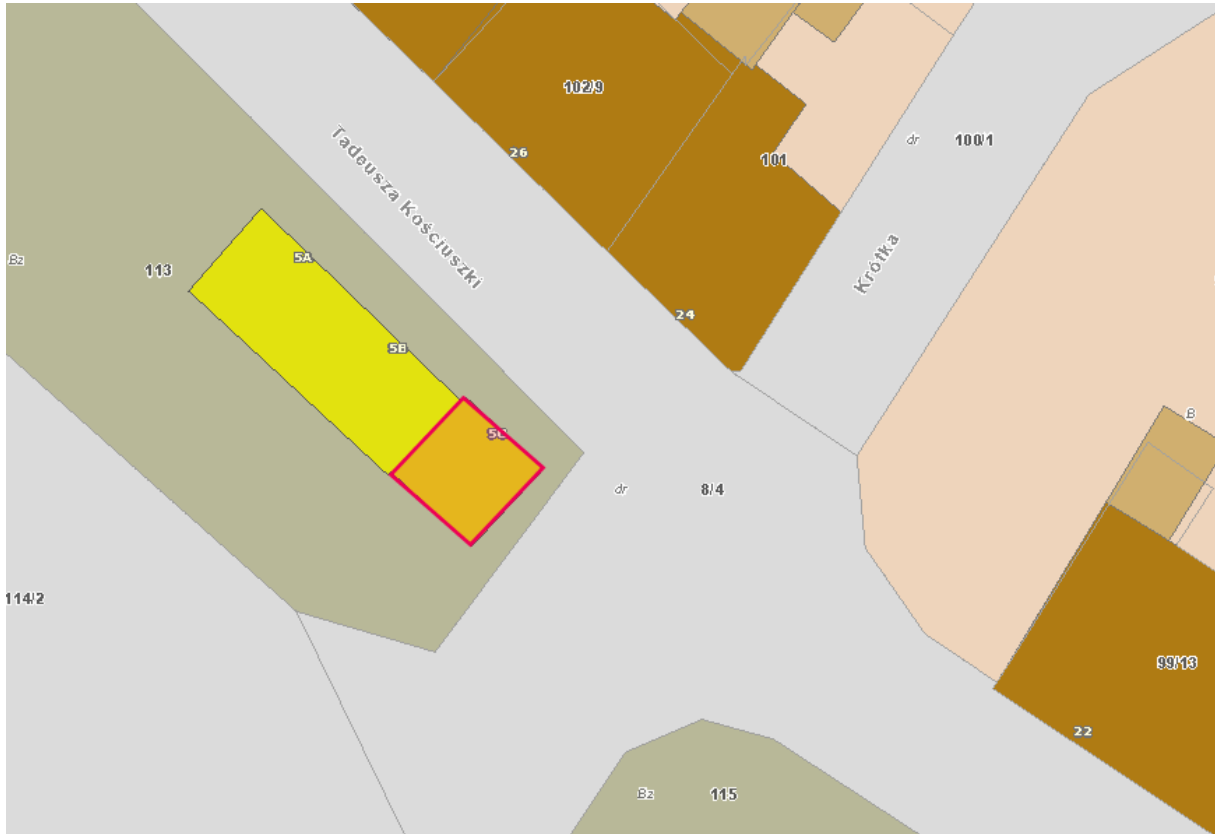 102/9
Tadeusza Kościuszki
26
101
dr
100/1
Bz
113
5A
Krótka
24
5B
B
5C
dr
8/4
114/2
99/13
22
Bz
115